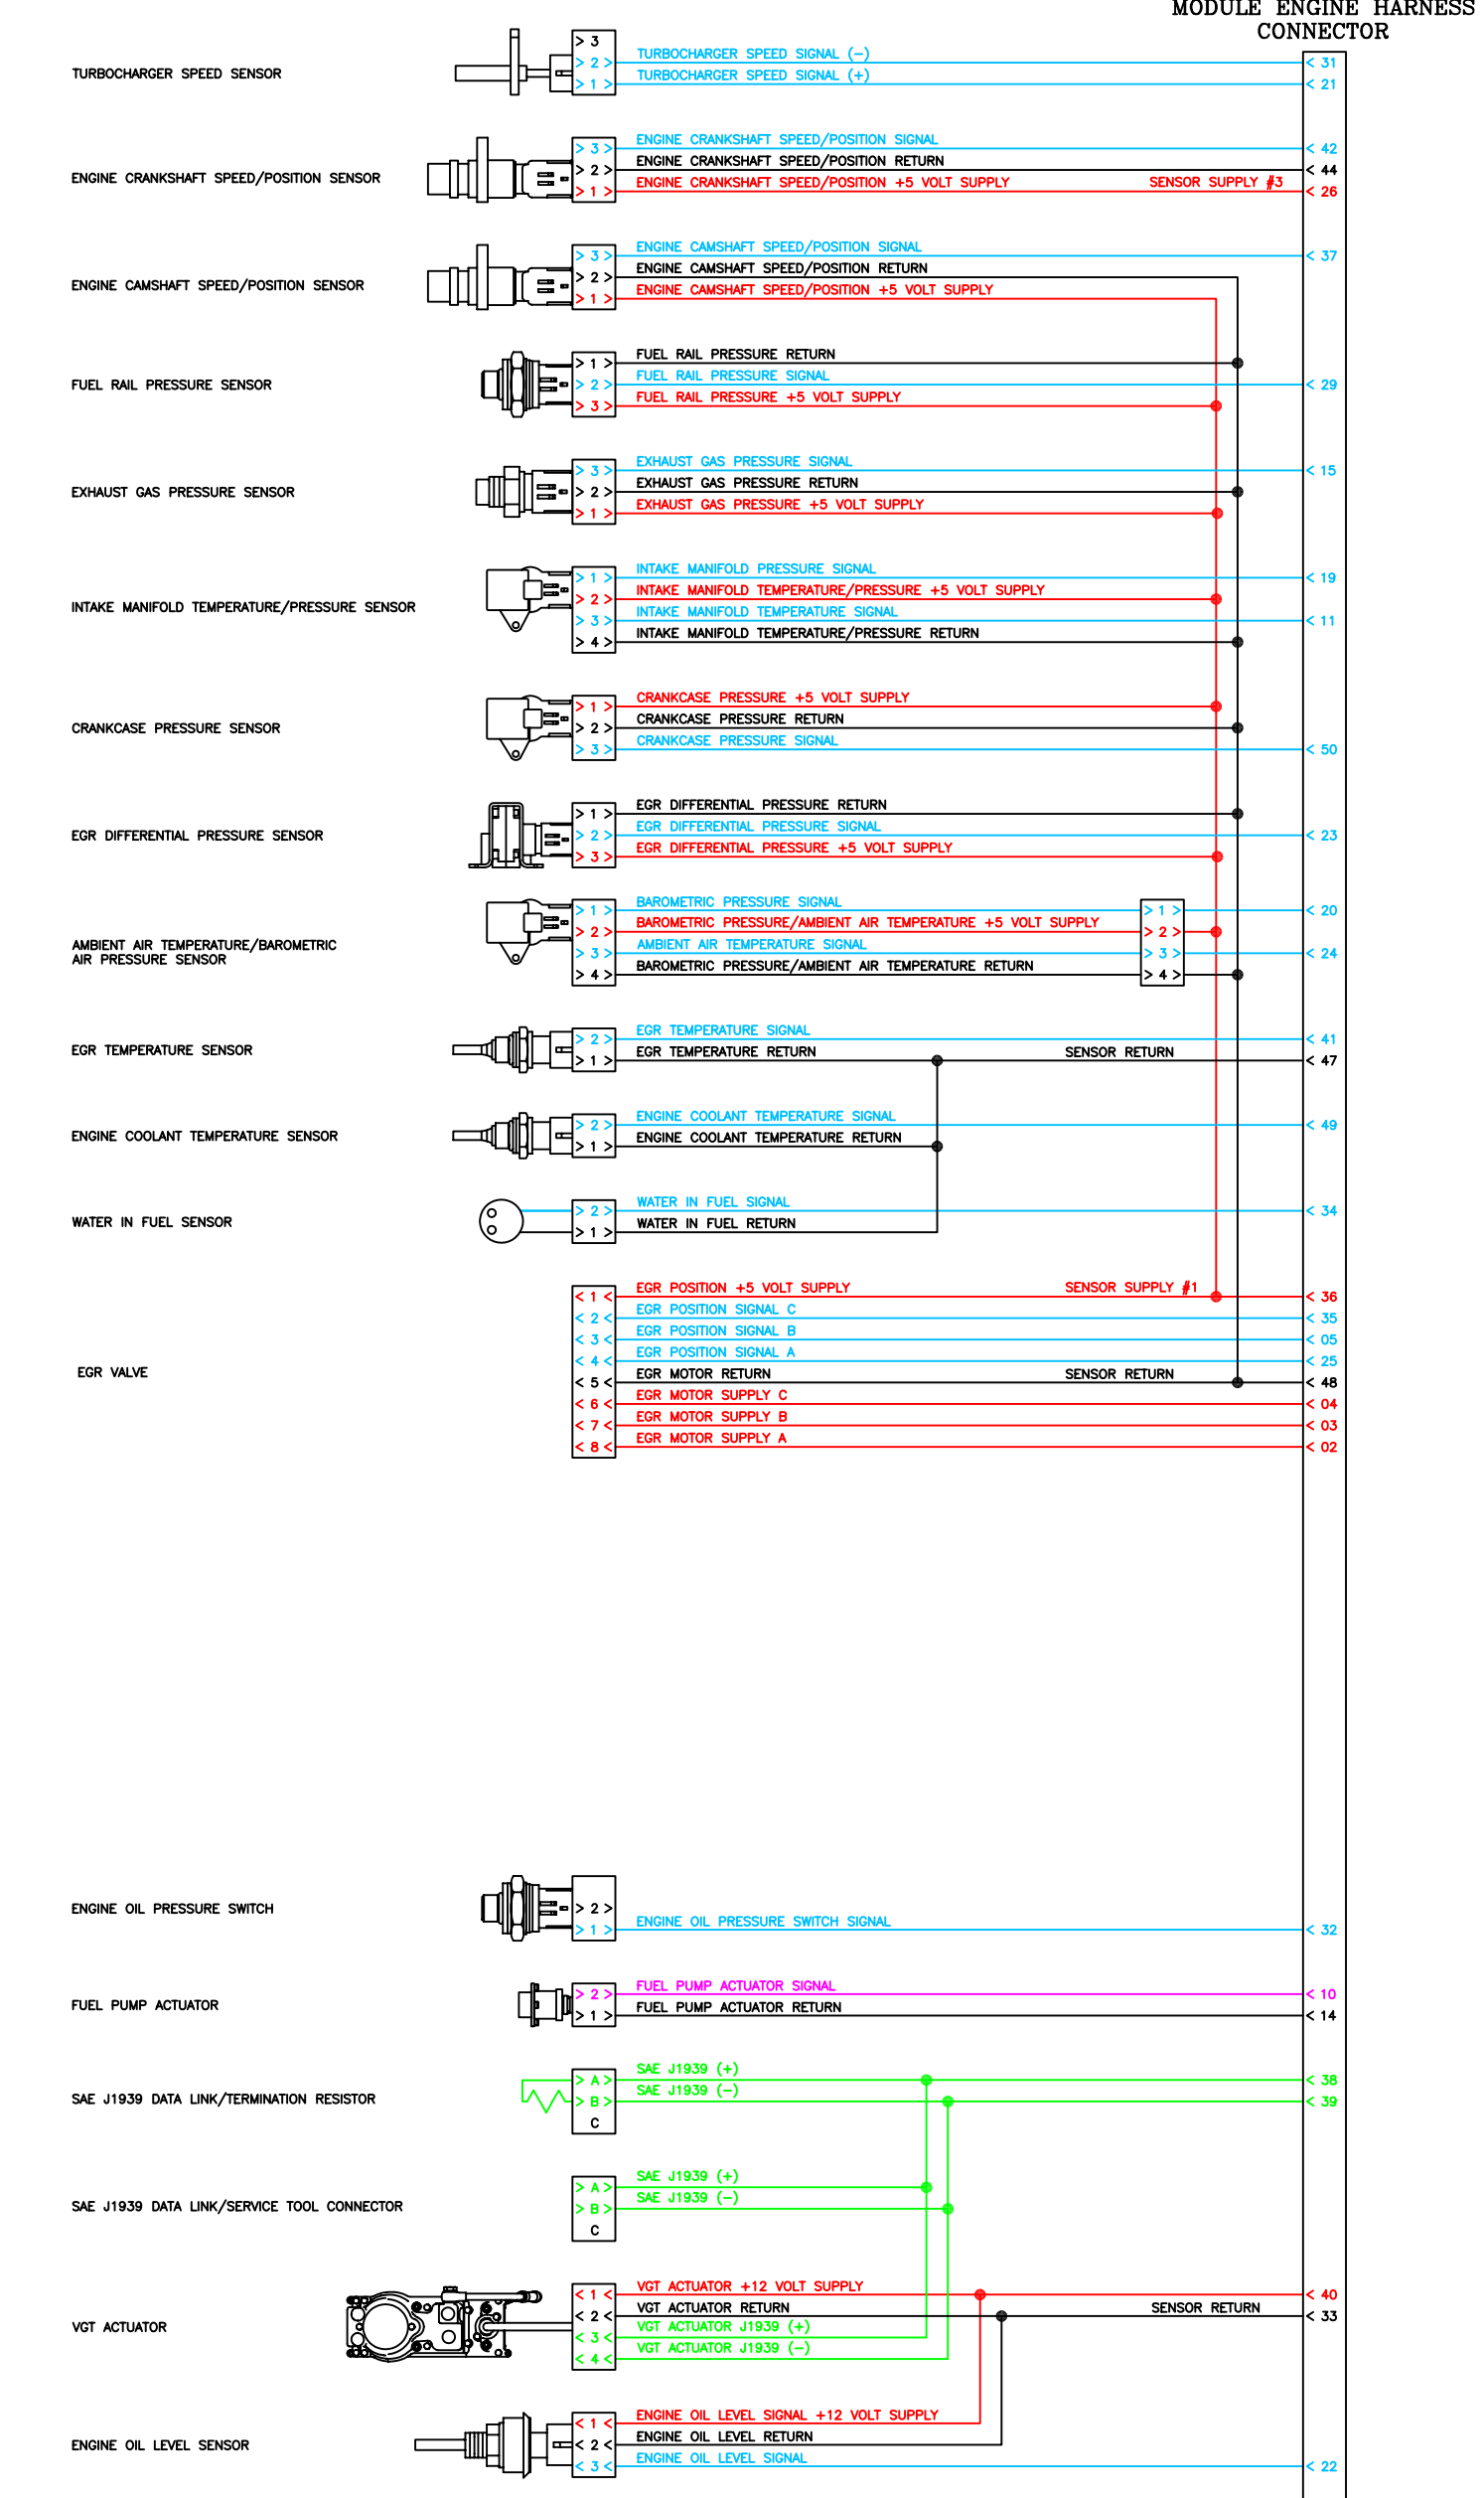 MODULE ENGINE HARNESS
CONNECTOR
TURBOCHARGER SPEED SENSOR
> 3
> 2 > TURBOCHARGER SPEED SIGNAL (-) < 31
> 1 > TURBOCHARGER SPEED SIGNAL (+) < 21
ENGINE CRANKSHAFT SPEED/POSITION SENSOR
> 3 > ENGINE CRANKSHAFT SPEED/POSITION SIGNAL < 42
> 2 > ENGINE CRANKSHAFT SPEED/POSITION RETURN < 44
> 1 > ENGINE CRANKSHAFT SPEED/POSITION +5 VOLT SUPPLY SENSOR SUPPLY #3 < 26
ENGINE CAMSHAFT SPEED/POSITION SENSOR
> 3 > ENGINE CAMSHAFT SPEED/POSITION SIGNAL < 37
> 2 > ENGINE CAMSHAFT SPEED/POSITION RETURN
> 1 > ENGINE CAMSHAFT SPEED/POSITION +5 VOLT SUPPLY
FUEL RAIL PRESSURE SENSOR
> 1 > FUEL RAIL PRESSURE RETURN
> 2 > FUEL RAIL PRESSURE SIGNAL < 29
> 3 > FUEL RAIL PRESSURE +5 VOLT SUPPLY
EXHAUST GAS PRESSURE SENSOR
> 3 > EXHAUST GAS PRESSURE SIGNAL < 15
> 2 > EXHAUST GAS PRESSURE RETURN
> 1 > EXHAUST GAS PRESSURE +5 VOLT SUPPLY
INTAKE MANIFOLD TEMPERATURE/PRESSURE SENSOR
> 1 > INTAKE MANIFOLD PRESSURE SIGNAL < 19
> 2 > INTAKE MANIFOLD TEMPERATURE/PRESSURE +5 VOLT SUPPLY
> 3 > INTAKE MANIFOLD TEMPERATURE SIGNAL < 11
> 4 > INTAKE MANIFOLD TEMPERATURE/PRESSURE RETURN
CRANKCASE PRESSURE SENSOR
> 1 > CRANKCASE PRESSURE +5 VOLT SUPPLY
> 2 > CRANKCASE PRESSURE RETURN
> 3 > CRANKCASE PRESSURE SIGNAL < 50
EGR DIFFERENTIAL PRESSURE SENSOR
> 1 > EGR DIFFERENTIAL PRESSURE RETURN
> 2 > EGR DIFFERENTIAL PRESSURE SIGNAL < 23
> 3 > EGR DIFFERENTIAL PRESSURE +5 VOLT SUPPLY
AMBIENT AIR TEMPERATURE/BAROMETRIC
AIR PRESSURE SENSOR
> 1 > BAROMETRIC PRESSURE SIGNAL > 1 > < 20
> 2 > BAROMETRIC PRESSURE/AMBIENT AIR TEMPERATURE +5 VOLT SUPPLY > 2 >
> 3 > AMBIENT AIR TEMPERATURE SIGNAL > 3 > < 24
> 4 > BAROMETRIC PRESSURE/AMBIENT AIR TEMPERATURE RETURN > 4 >
EGR TEMPERATURE SENSOR
> 2 > EGR TEMPERATURE SIGNAL < 41
> 1 > EGR TEMPERATURE RETURN SENSOR RETURN < 47
ENGINE COOLANT TEMPERATURE SENSOR
> 2 > ENGINE COOLANT TEMPERATURE SIGNAL < 49
> 1 > ENGINE COOLANT TEMPERATURE RETURN
WATER IN FUEL SENSOR
> 2 > WATER IN FUEL SIGNAL < 34
> 1 > WATER IN FUEL RETURN
EGR VALVE
< 1 < EGR POSITION +5 VOLT SUPPLY SENSOR SUPPLY #1 < 36
< 2 < EGR POSITION SIGNAL C < 35
< 3 < EGR POSITION SIGNAL B < 05
< 4 < EGR POSITION SIGNAL A < 25
< 5 < EGR MOTOR RETURN SENSOR RETURN < 48
< 6 < EGR MOTOR SUPPLY C < 04
< 7 < EGR MOTOR SUPPLY B < 03
< 8 < EGR MOTOR SUPPLY A < 02
ENGINE OIL PRESSURE SWITCH
> 2 >
> 1 > ENGINE OIL PRESSURE SWITCH SIGNAL < 32
FUEL PUMP ACTUATOR
> 2 > FUEL PUMP ACTUATOR SIGNAL < 10
> 1 > FUEL PUMP ACTUATOR RETURN < 14
SAE J1939 DATA LINK/TERMINATION RESISTOR
> A > SAE J1939 (+) < 38
> B > SAE J1939 (-) < 39
C
SAE J1939 DATA LINK/SERVICE TOOL CONNECTOR
> A > SAE J1939 (+)
> B > SAE J1939 (-)
C
VGT ACTUATOR
< 1 < VGT ACTUATOR +12 VOLT SUPPLY < 40
< 2 < VGT ACTUATOR RETURN SENSOR RETURN < 33
< 3 < VGT ACTUATOR J1939 (+)
< 4 < VGT ACTUATOR J1939 (-)
ENGINE OIL LEVEL SENSOR
< 1 < ENGINE OIL LEVEL SIGNAL +12 VOLT SUPPLY
< 2 < ENGINE OIL LEVEL RETURN
< 3 < ENGINE OIL LEVEL SIGNAL < 22